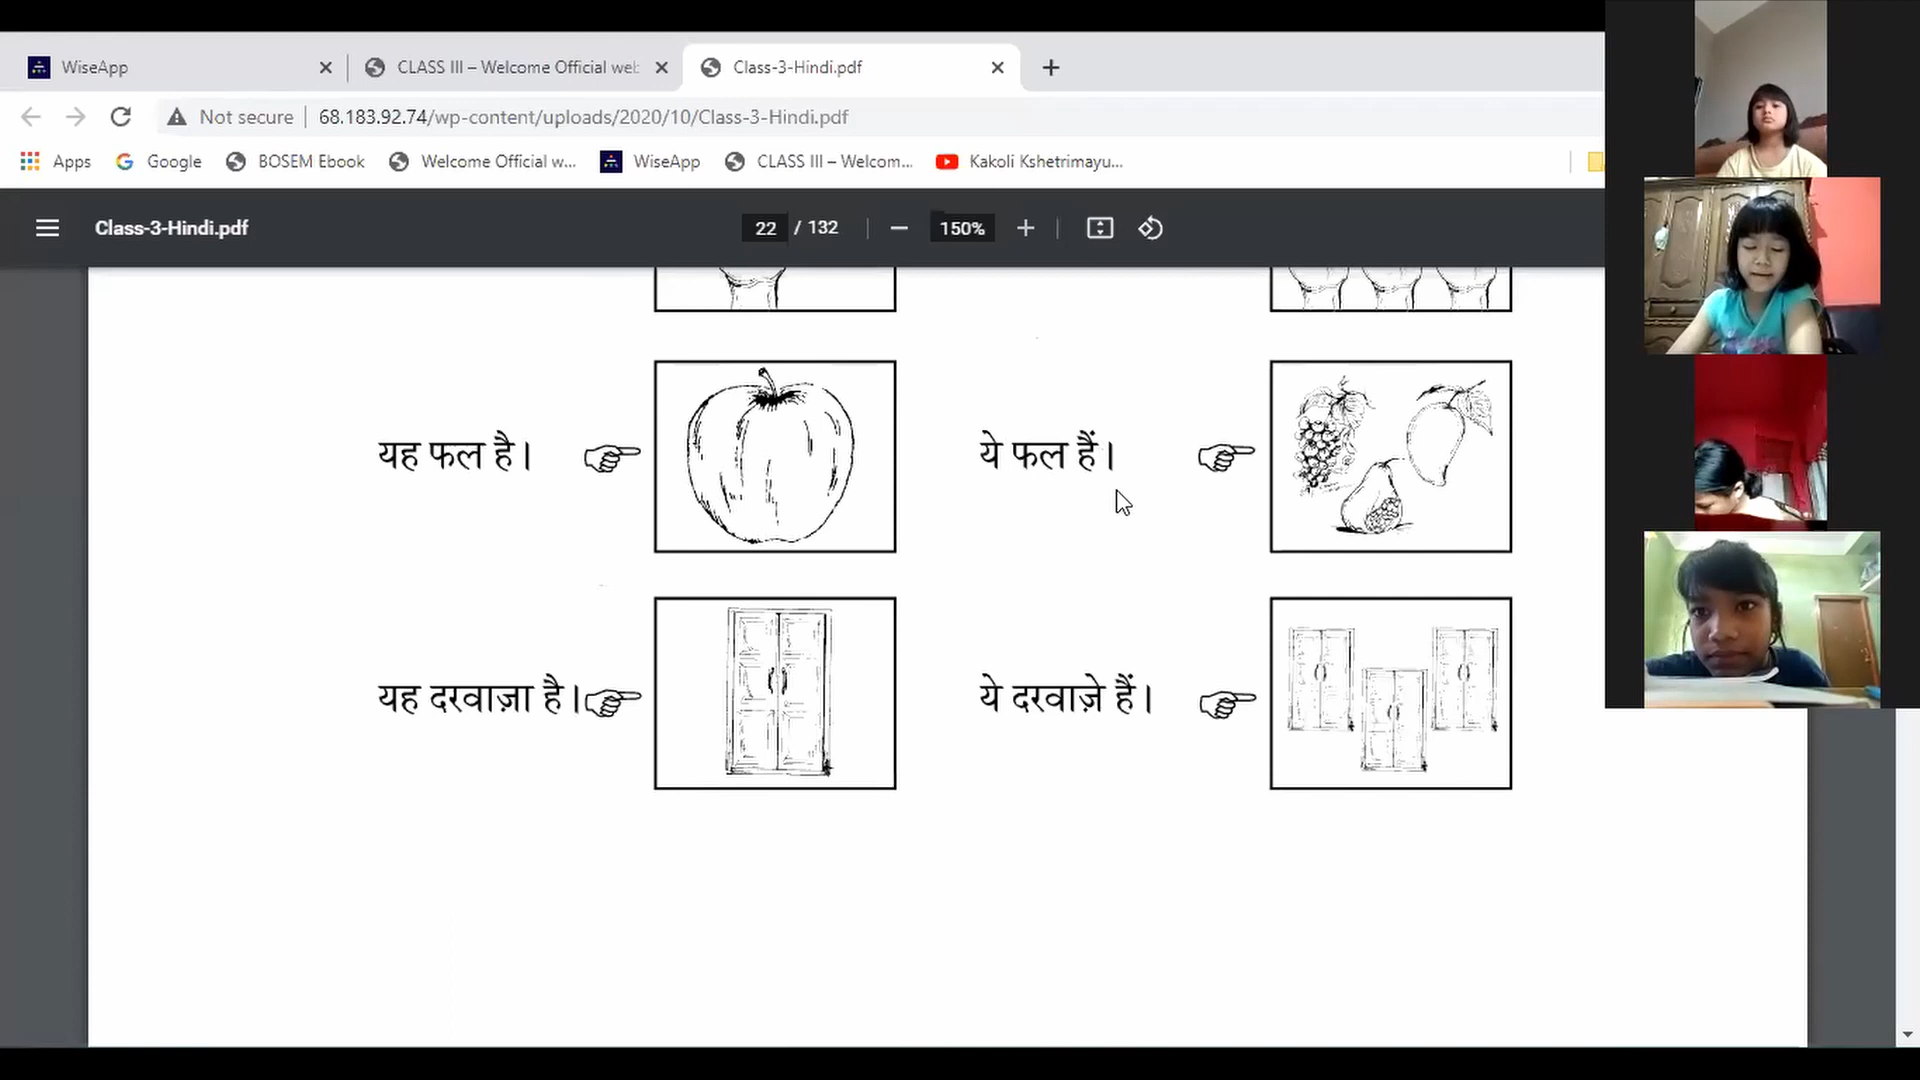 WiseApp
CLASS III – Welcome Official wel
Class-3-Hindi.pdf
Not secure
68.183.92.74/wp-content/uploads/2020/10/Class-3-Hindi.pdf
Apps
Google
BOSEM Ebook
Welcome Official w...
WiseApp
CLASS III – Welcom...
Kakoli Kshetrimayu...
Class-3-Hindi.pdf
22 / 132
150%
यह फल है।
ये फल हैं।
यह दरवाज़ा है।
ये दरवाज़े हैं।